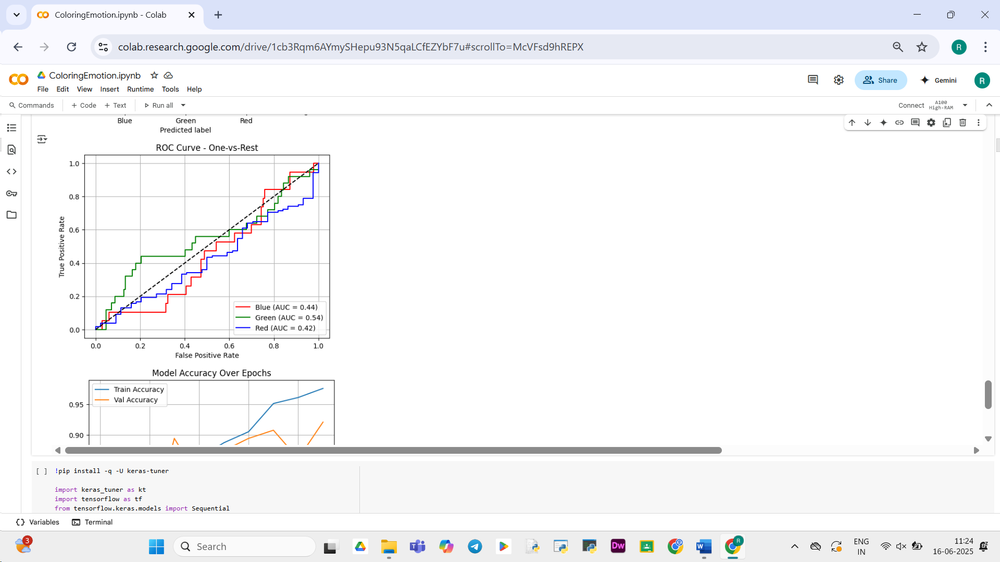 ColoringEmotion.ipynb - Colab
colab.research.google.com/drive/1cb3Rqm6AYmySHepu93N5qaLCfEZYbF7u#scrollTo=McVFsd9hREPX
R
ColoringEmotion.ipynb
File Edit View Insert Runtime Tools Help
Share
Gemini
R
Commands
+ Code + Text
Run all
Connect
A100
High-RAM
Blue Green Red
Predicted label
ROC Curve - One-vs-Rest
1.0
0.8
0.6
0.4
0.2
0.0
True Positive Rate
Blue (AUC = 0.44)
Green (AUC = 0.54)
Red (AUC = 0.42)
0.0 0.2 0.4 0.6 0.8 1.0
False Positive Rate
Model Accuracy Over Epochs
Train Accuracy
Val Accuracy
0.95
0.90
[ ] !pip install -q -U keras-tuner
import keras_tuner as kt
import tensorflow as tf
from tensorflow.keras.models import Sequential
Variables
Terminal
3
Search
Dw
R
ENG
IN
11:24
16-06-2025